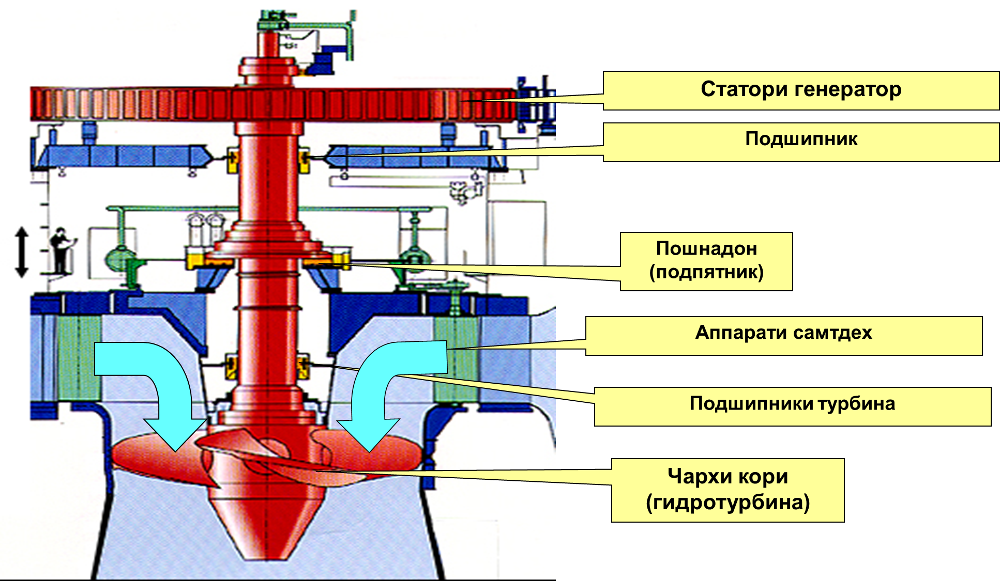 Статори генератор
Подшипник
Пошнадон
(подпятник)
Аппарати самтдех
Подшипники турбина
Чархи кори
(гидротурбина)